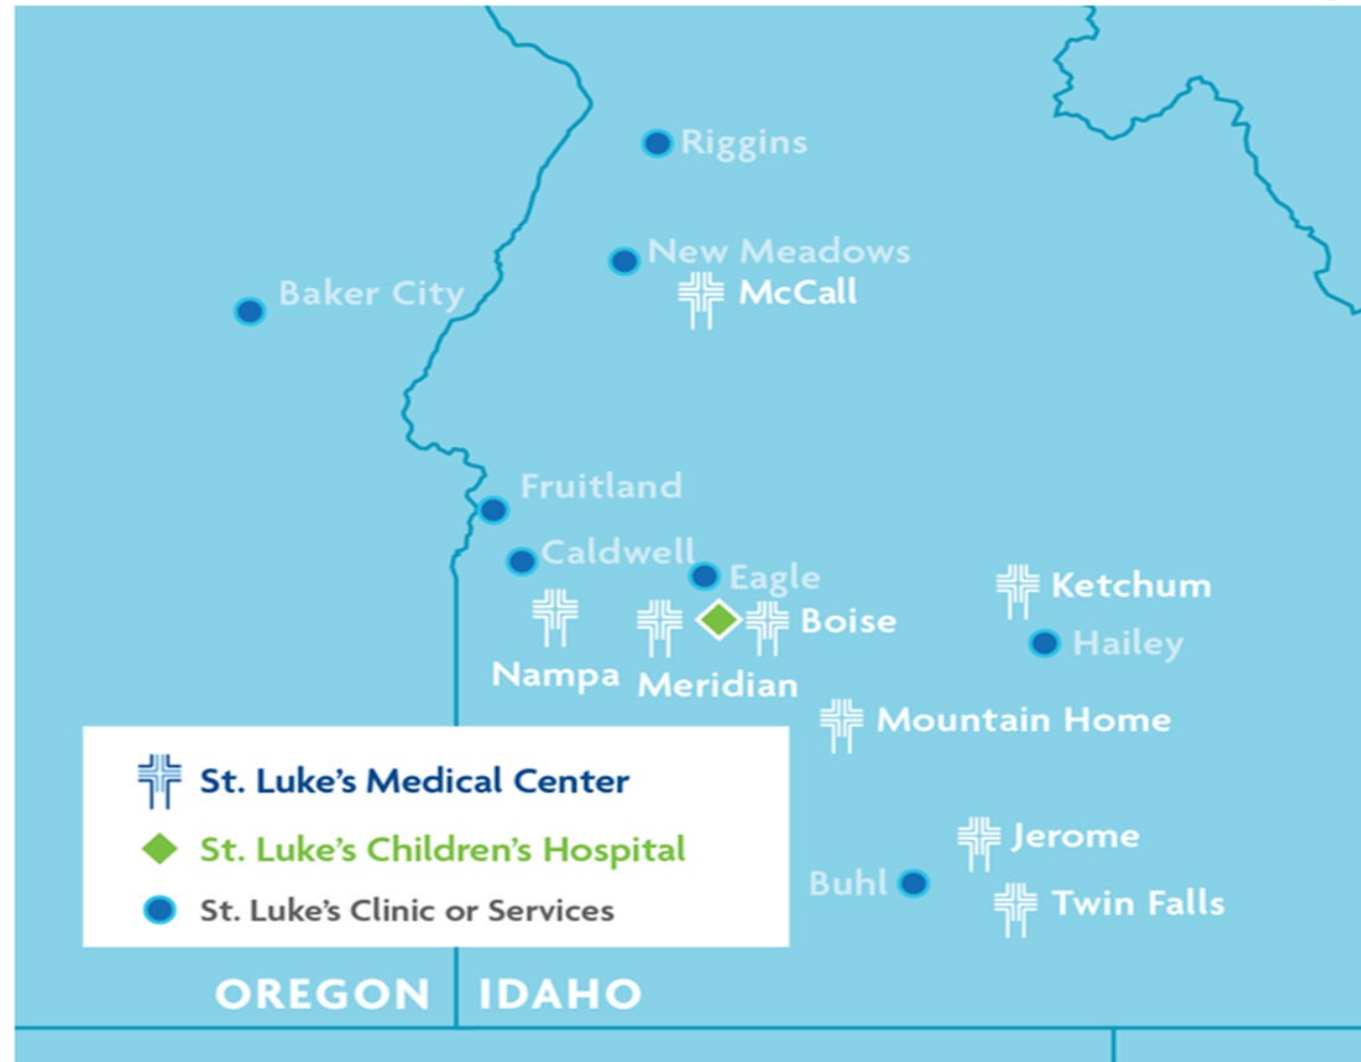 Riggins
New Meadows
Baker City
McCall
Fruitland
Caldwell
Eagle
Ketchum
Boise
Hailey
Nampa
Meridian
Mountain Home
St. Luke's Medical Center
St. Luke's Children's Hospital
St. Luke's Clinic or Services
Jerome
Buhl
Twin Falls
OREGON
IDAHO